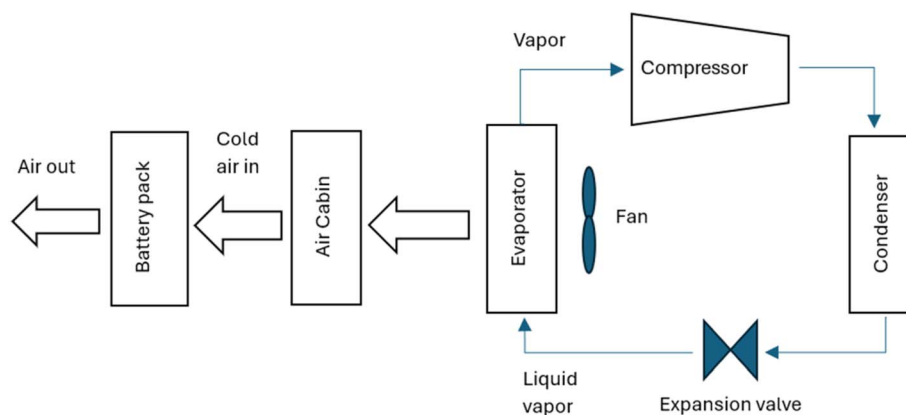 Vapor
Compressor
Air out
Battery pack
Cold
air in
Air Cabin
Evaporator
Fan
Condenser
Liquid
vapor
Expansion valve